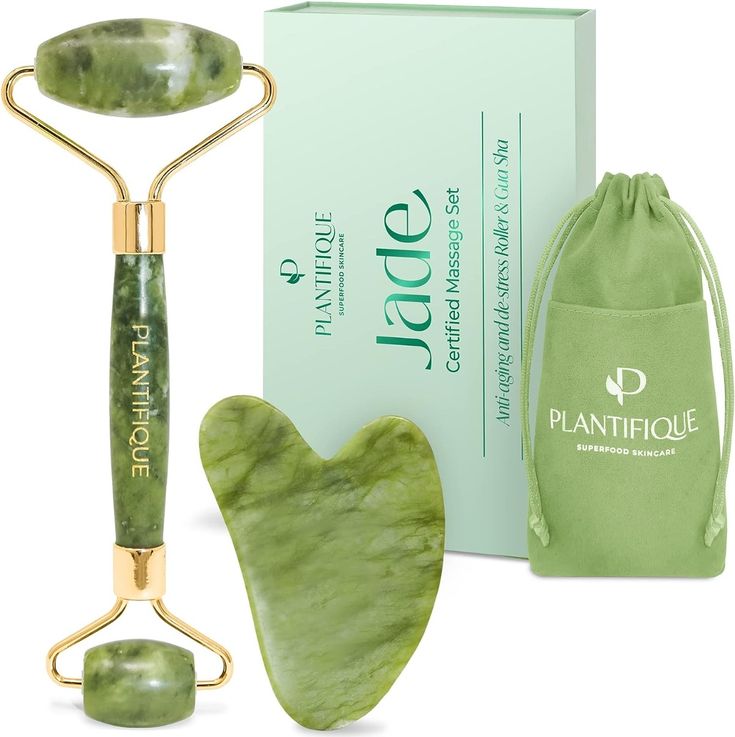 PLANTIFIQUE
PLANTIFIQUE
SUPERFOOD SKINCARE
Jade
Certified Massage Set
Anti-aging and de-stress Roller & Gua Sha
PLANTIFIQUE
SUPERFOOD SKINCARE